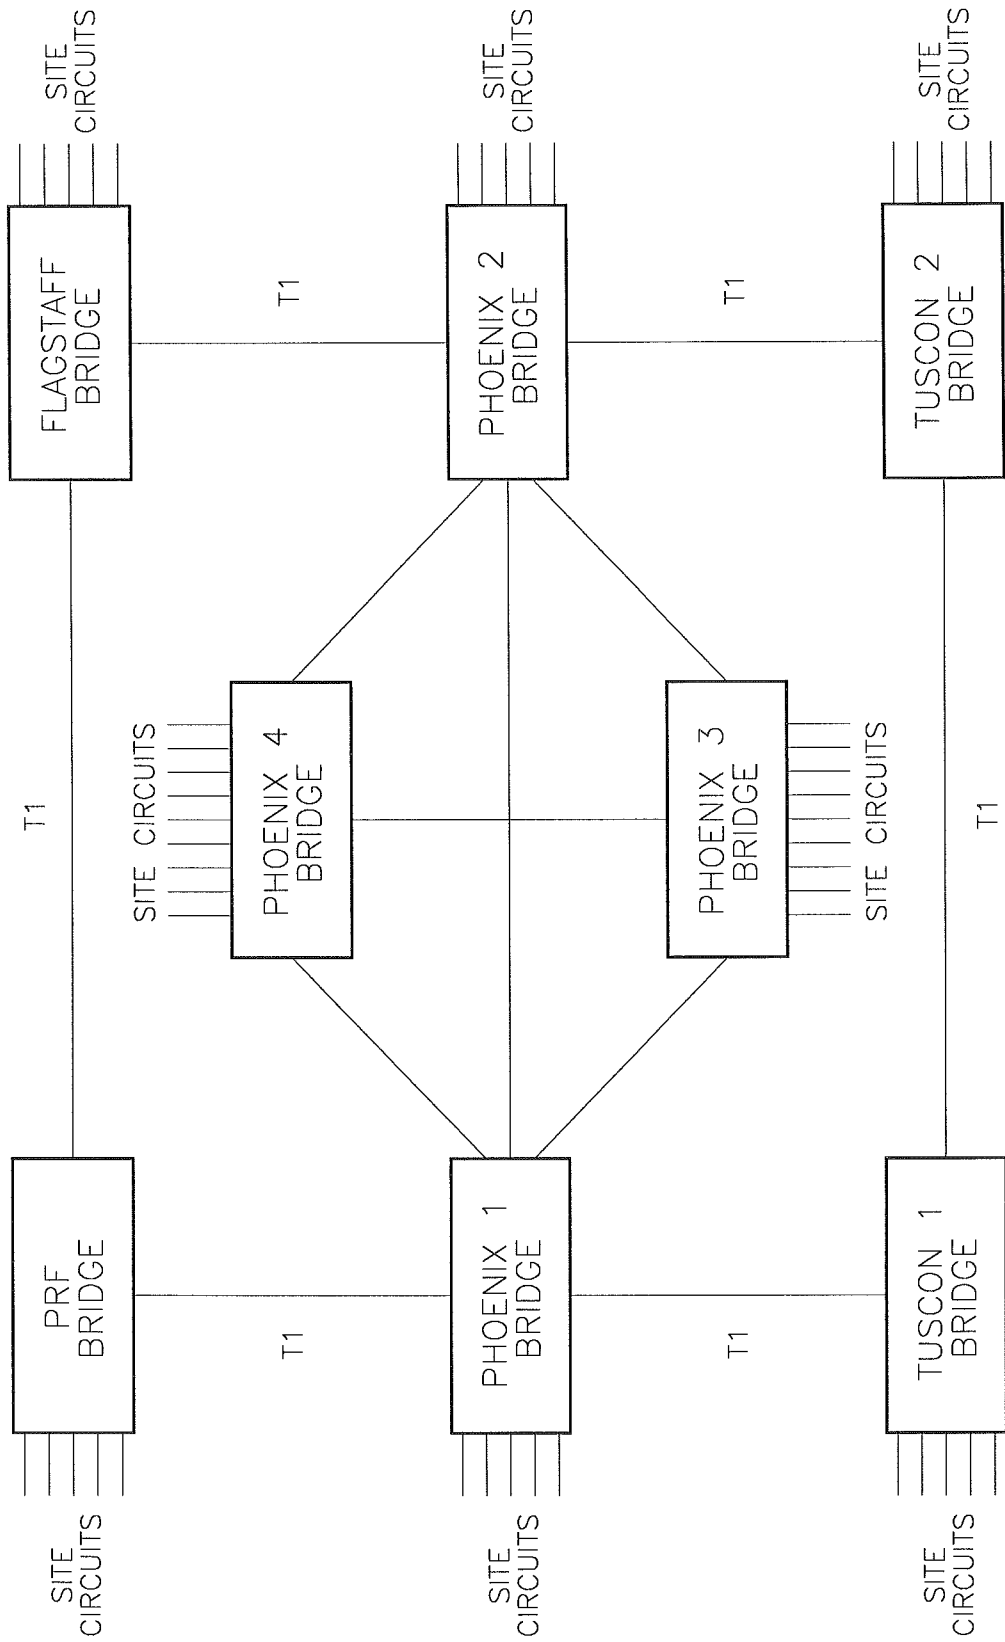 SITE
CIRCUITS
PRF
BRIDGE
T1
FLAGSTAFF
BRIDGE
SITE
CIRCUITS
SITE CIRCUITS
PHOENIX 4
BRIDGE
T1
T1
SITE
CIRCUITS
PHOENIX 1
BRIDGE
PHOENIX 2
BRIDGE
SITE
CIRCUITS
PHOENIX 3
BRIDGE
T1
T1
SITE CIRCUITS
SITE
CIRCUITS
TUSCON 1
BRIDGE
T1
TUSCON 2
BRIDGE
SITE
CIRCUITS